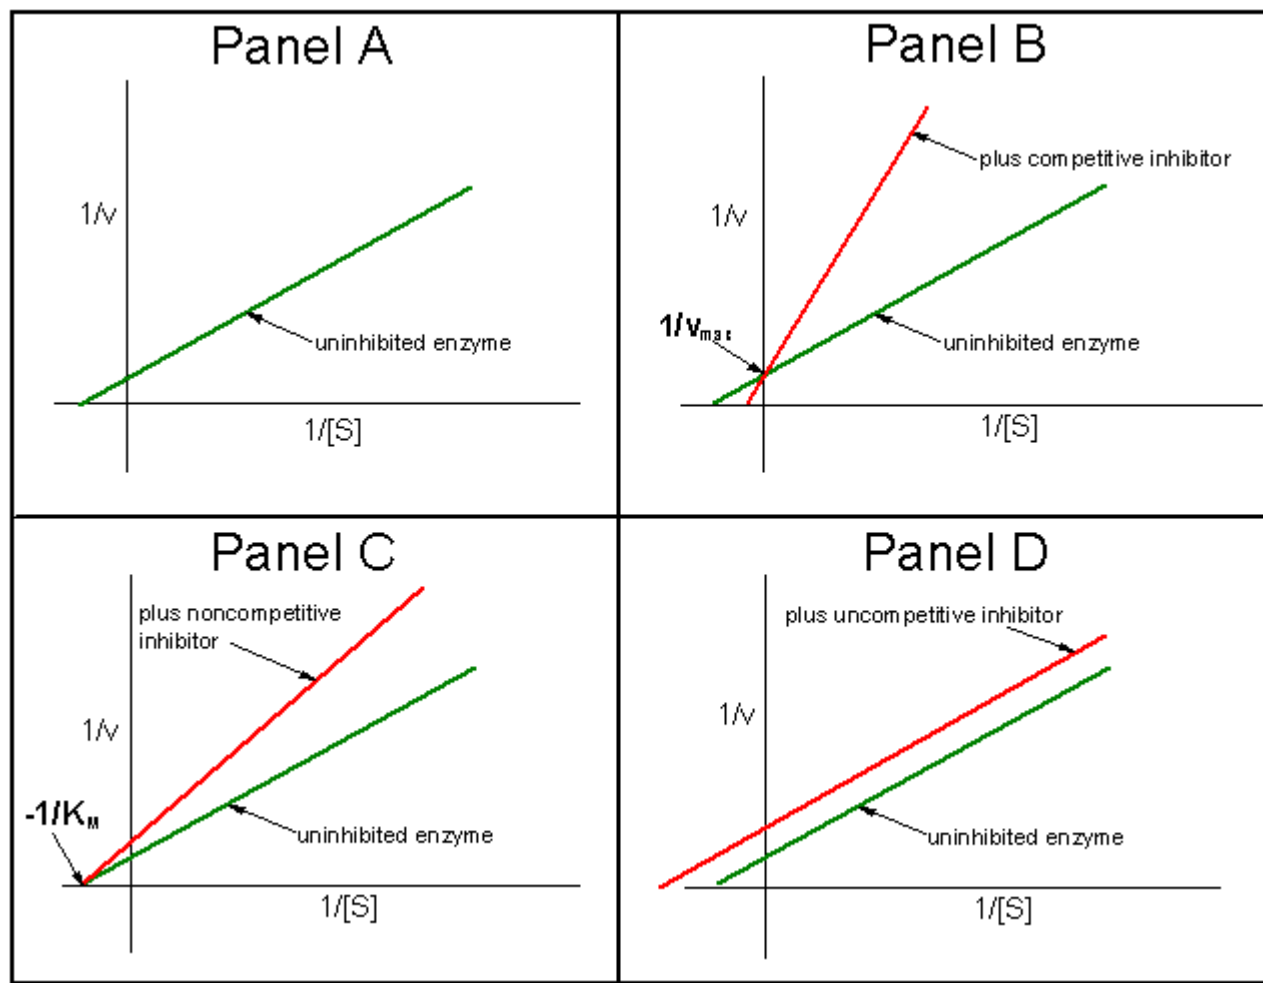 Panel A
1/v
uninhibited enzyme
1/[S]
Panel B
plus competitive inhibitor
1/v
1/vmax
uninhibited enzyme
1/[S]
Panel C
plus noncompetitive
inhibitor
1/v
-1/KM
uninhibited enzyme
1/[S]
Panel D
plus uncompetitive inhibitor
1/v
uninhibited enzyme
1/[S]